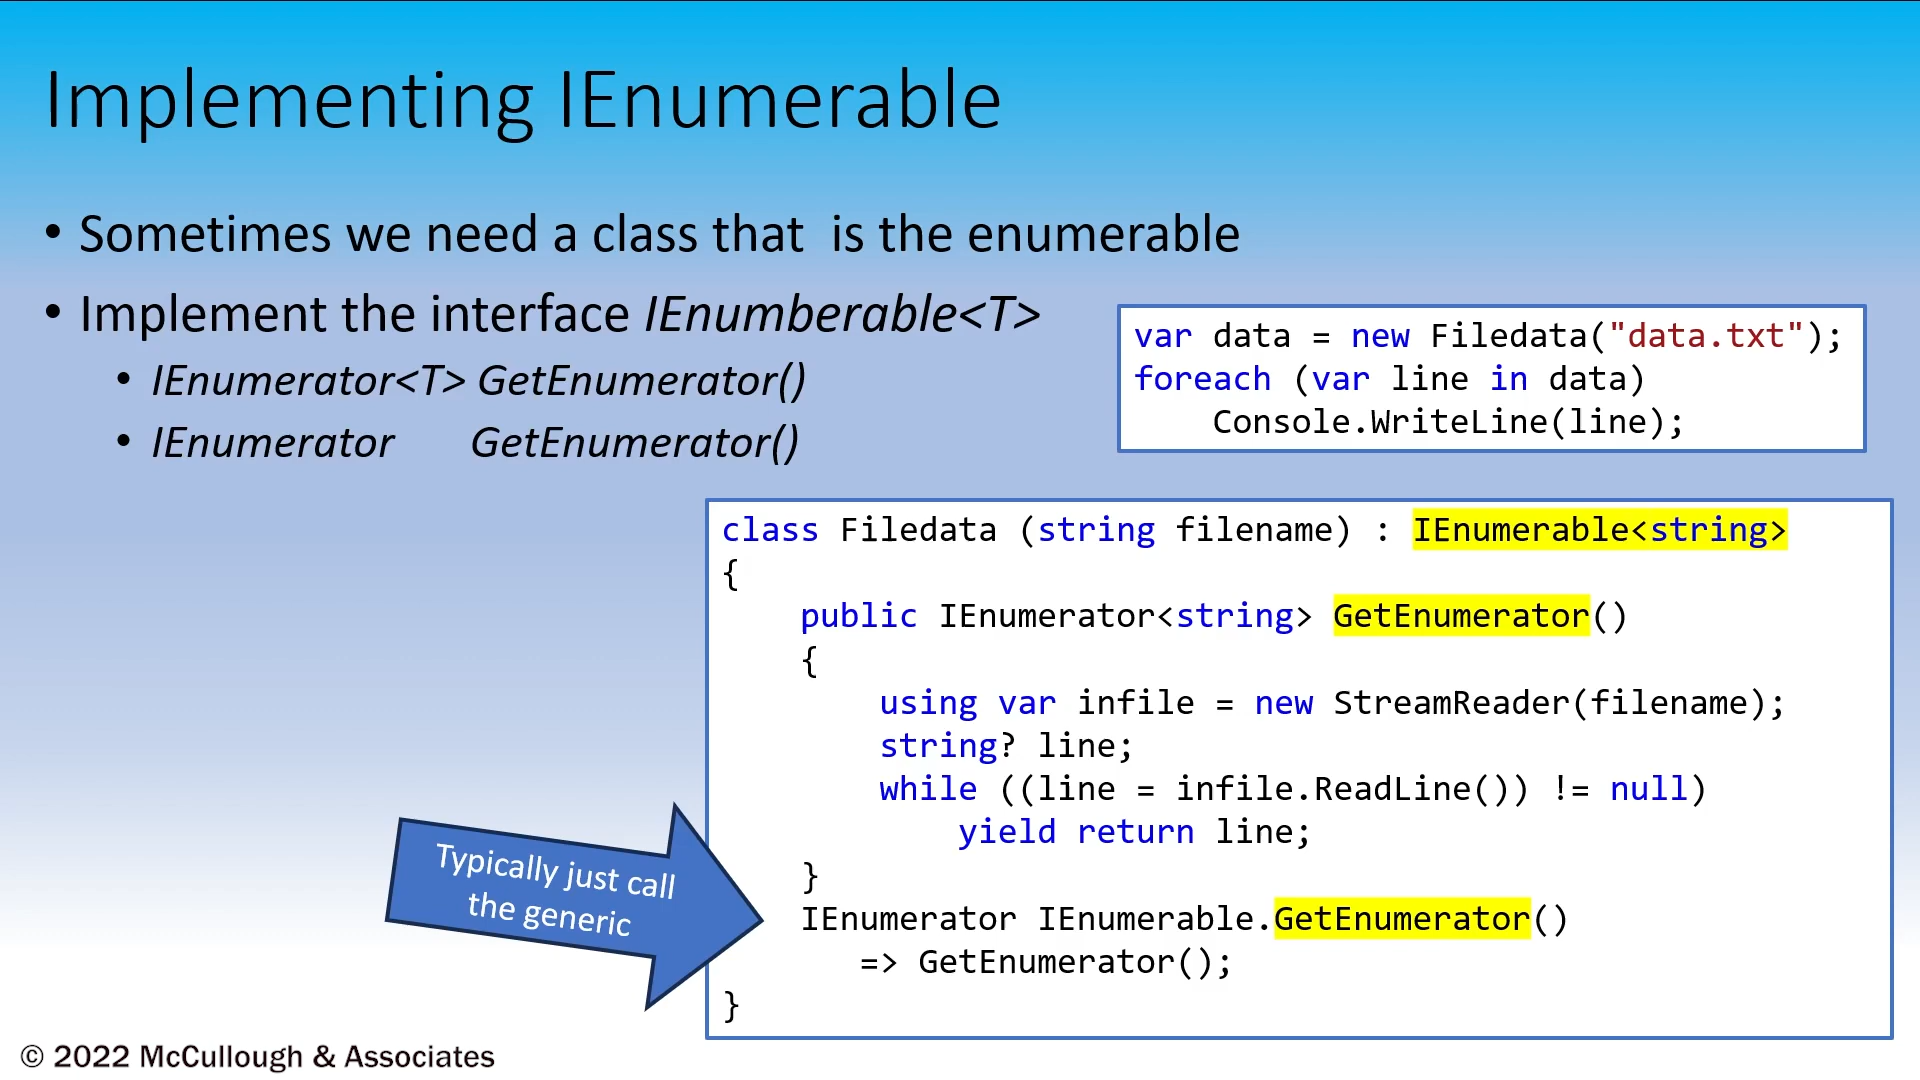 Implementing IEnumerable
• Sometimes we need a class that  is the enumerable
• Implement the interface IEnumberable<T>
• IEnumerator<T> GetEnumerator()
• IEnumerator GetEnumerator()
var data = new Filedata("data.txt");
foreach (var line in data)
    Console.WriteLine(line);
class Filedata (string filename) : IEnumerable<string>
{
    public IEnumerator<string> GetEnumerator()
    {
        using var infile = new StreamReader(filename);
        string? line;
        while ((line = infile.ReadLine()) != null)
            yield return line;
    }
    IEnumerator IEnumerable.GetEnumerator()
       => GetEnumerator();
}
Typically just call
the generic
© 2022 McCullough & Associates